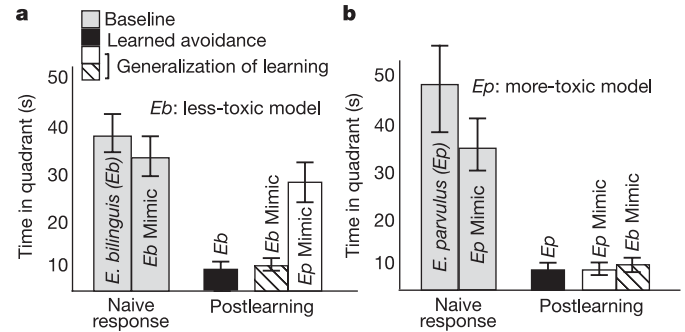 a
Baseline
Learned avoidance
Generalization of learning
50
40
30
20
10
Time in quadrant (s)
Eb: less-toxic model
E. bilinguis (Eb)
Eb Mimic
Eb
Eb Mimic
Ep Mimic
Naive
response
Postlearning
b
50
40
30
20
10
Time in quadrant (s)
Ep: more-toxic model
E. parvulus (Ep)
Ep Mimic
Ep
Ep Mimic
Eb Mimic
Naive
response
Postlearning